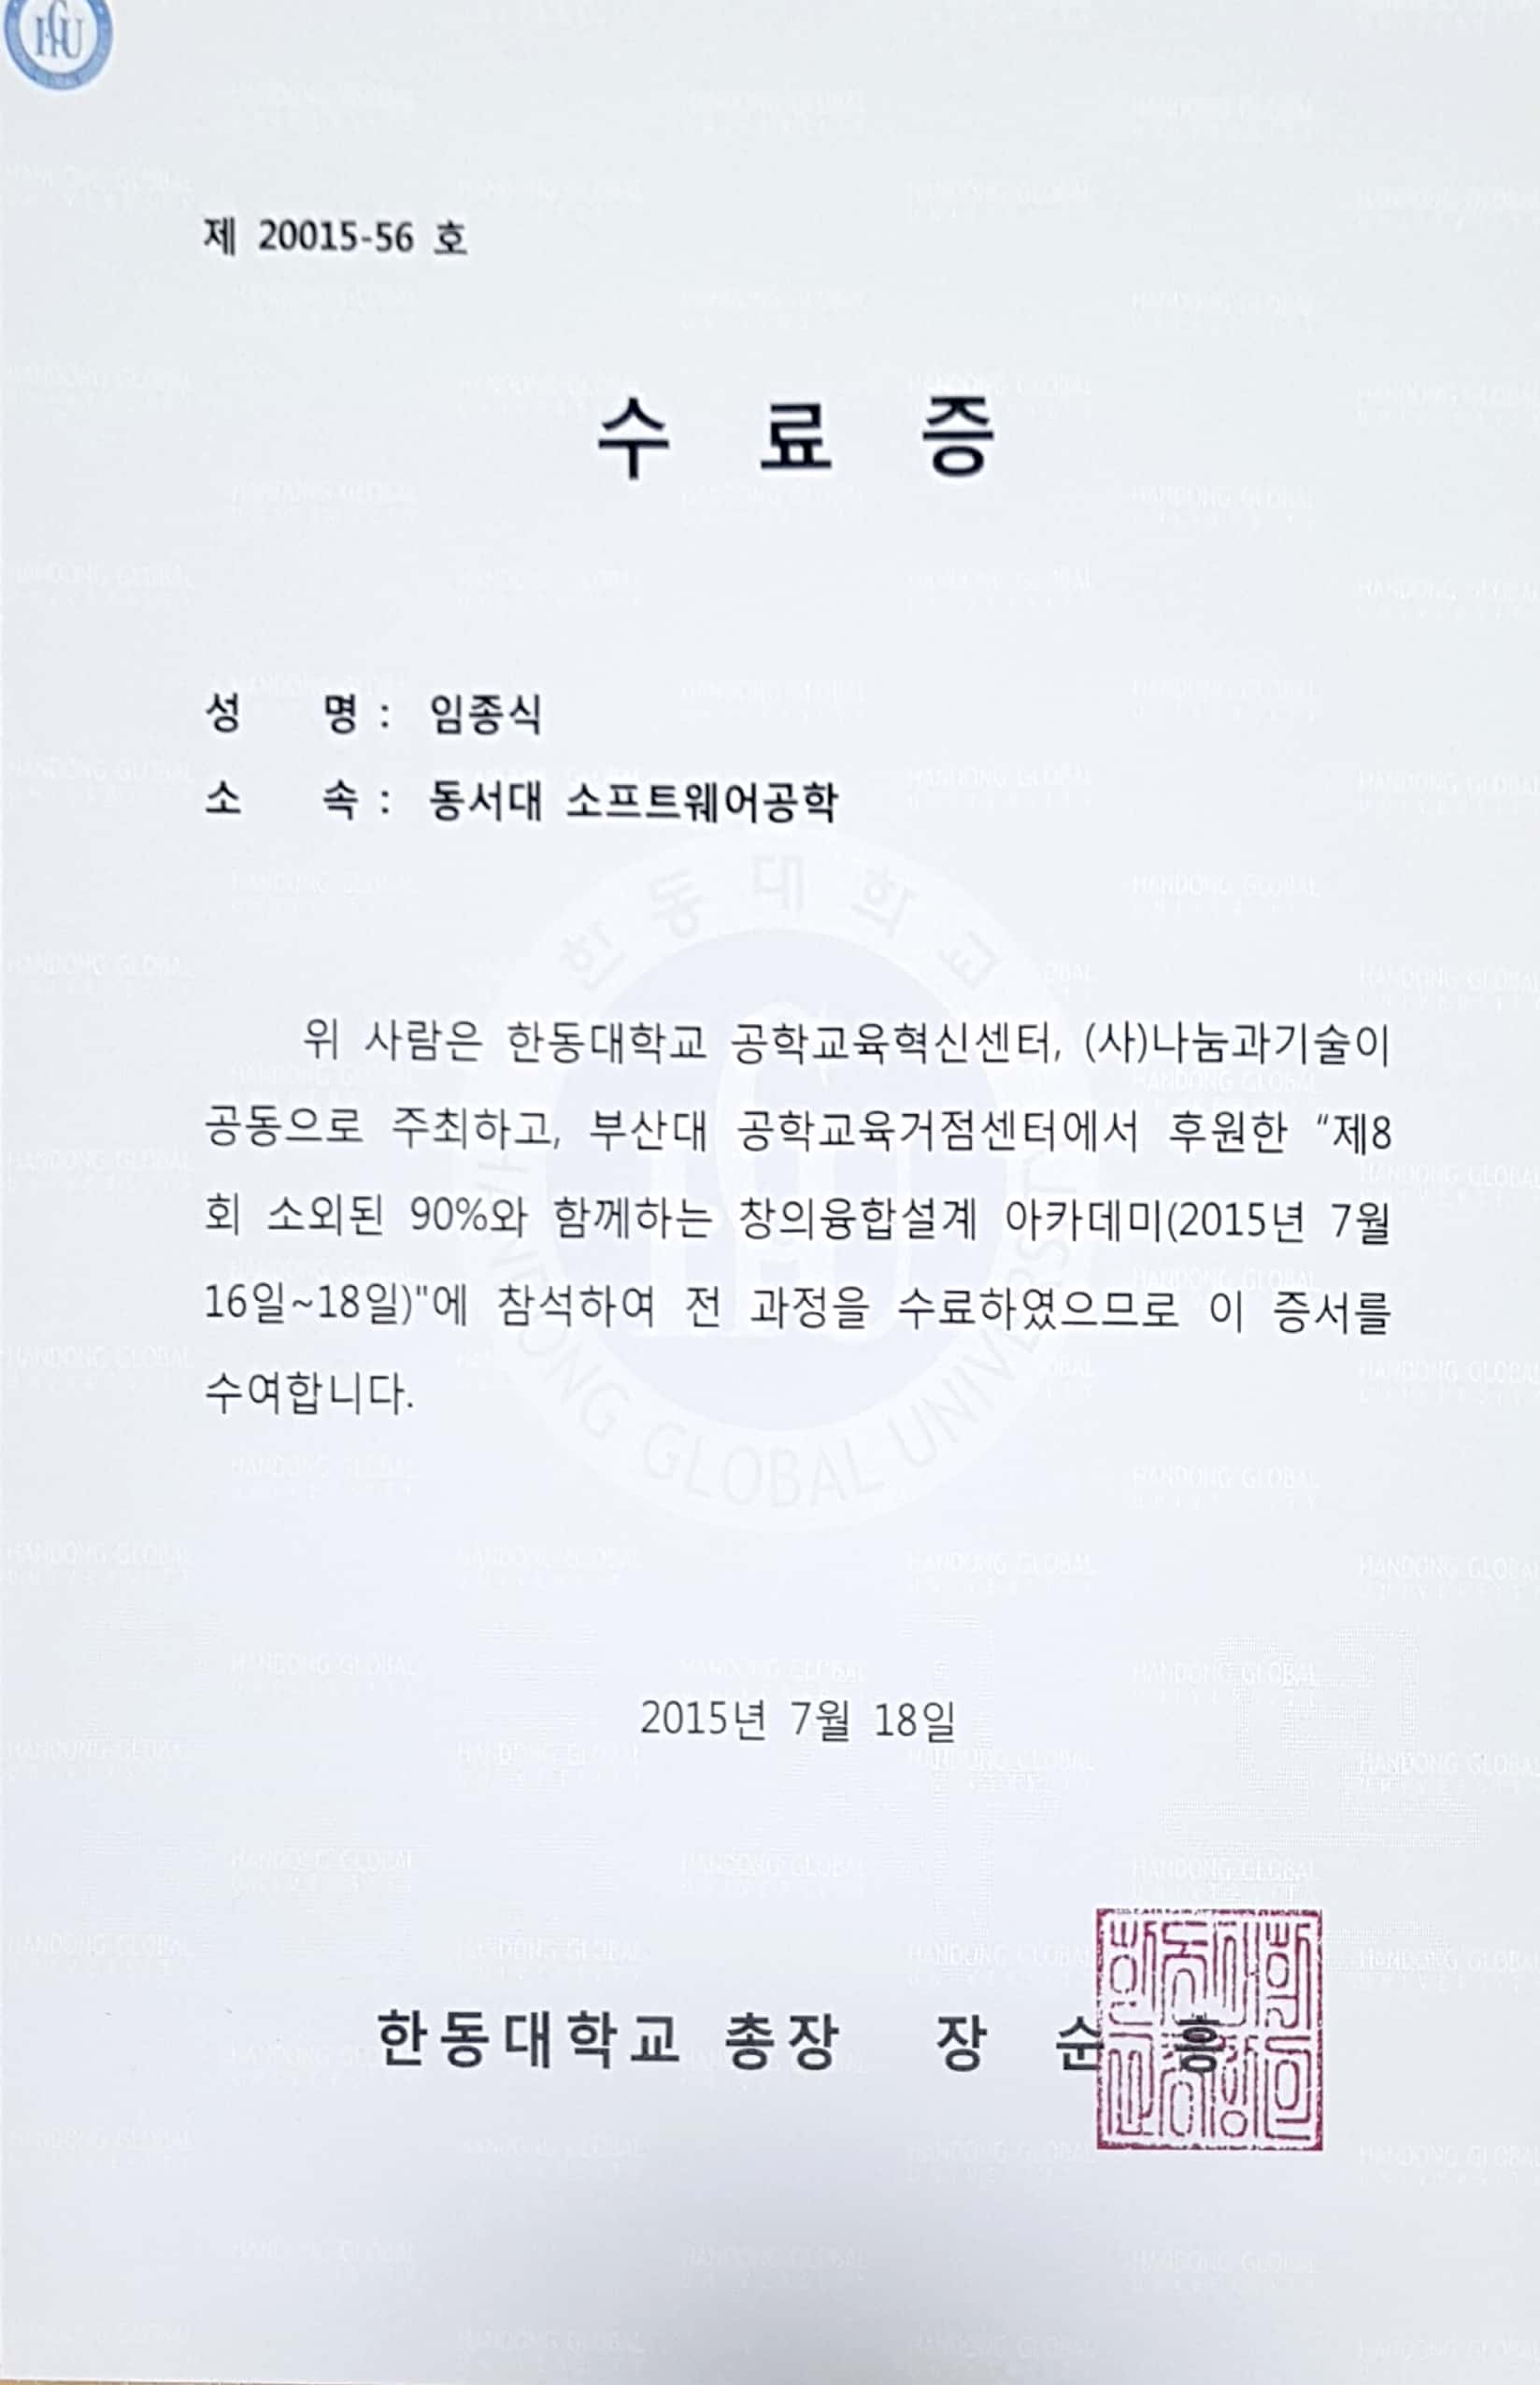 HGU
제 20015-56 호
수 료 증
성 명 : 임종식
소 속 : 동서대 소프트웨어공학
한동대학교
위 사람은 한동대학교 공학교육혁신센터, (사)나눔과기술이
공동으로 주최하고, 부산대 공학교육거점센터에서 후원한 “제8
회 소외된 90%와 함께하는 창의융합설계 아카데미(2015년 7월
16일~18일)"에 참석하여 전 과정을 수료하였으므로 이 증서를
수여합니다.
HANDONG GLOBAL UNIVERSITY
2015년 7월 18일
한동대학교 총장 장 순 흥